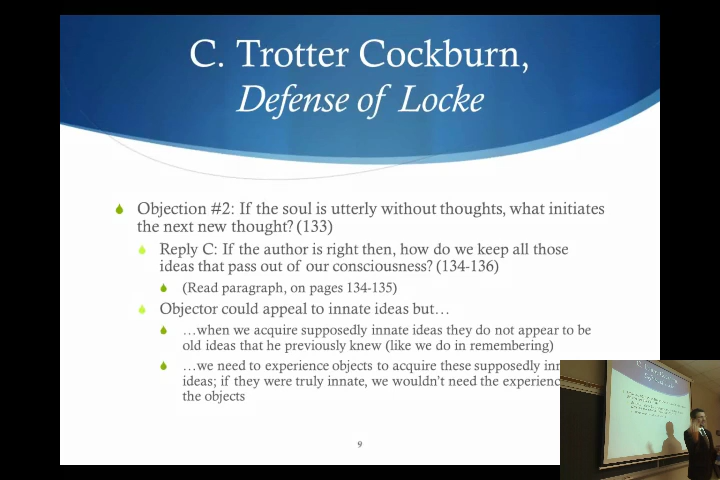 C. Trotter Cockburn,
Defense of Locke
Objection #2: If the soul is utterly without thoughts, what initiates
the next new thought? (133)
Reply C: If the author is right then, how do we keep all those
ideas that pass out of our consciousness? (134-136)
(Read paragraph, on pages 134-135)
Objector could appeal to innate ideas but…
…when we acquire supposedly innate ideas they do not appear to be
old ideas that he previously knew (like we do in remembering)
…we need to experience objects to acquire these supposedly
ideas; if they were truly innate, we wouldn't need the
the objects
9